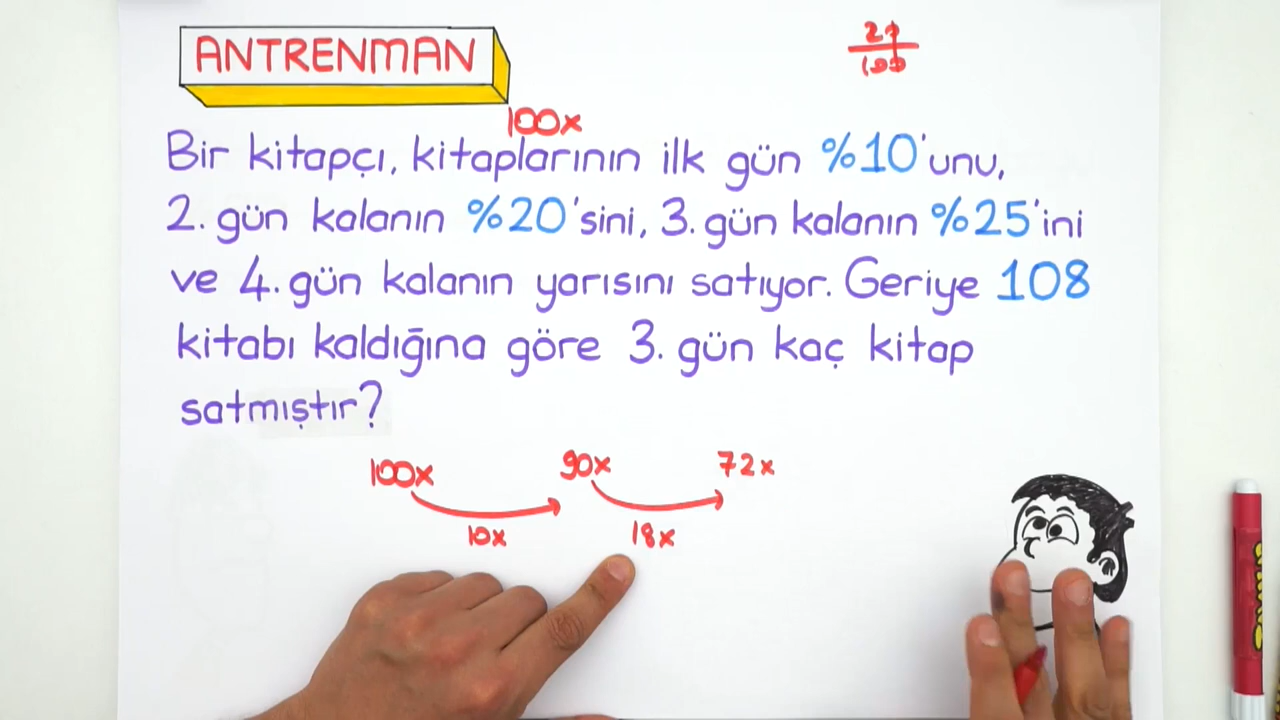 ANTRENMAN
100x
Bir kitapçı, kitaplarının ilk gün %10'unu,
2. gün kalanın %20'sini, 3. gün kalanın %25'ini
ve 4. gün kalanın yarısını satıyor. Geriye 108
kitabı kaldığına göre 3. gün kaç kitap
satmıştır?
100x 90x 72x
10x 18x